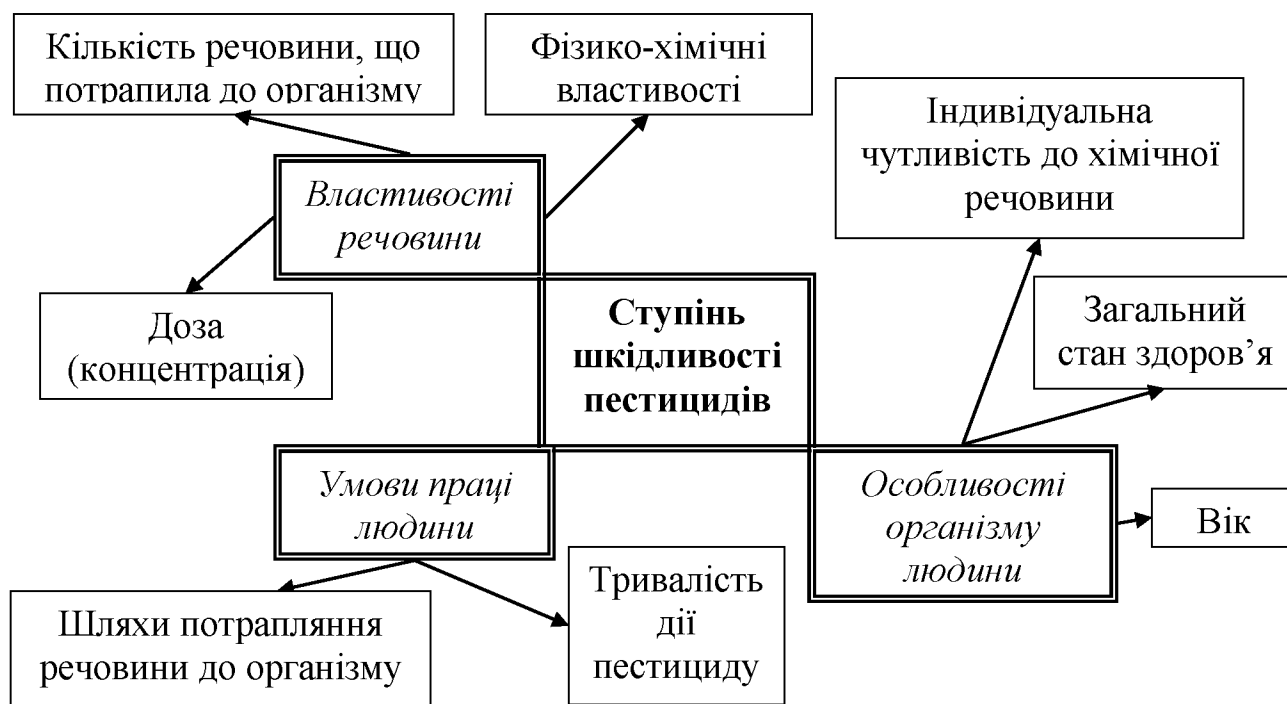 Кількість речовини, що
потрапила до організму
Фізико-хімічні
властивості
Індивідуальна
чутливість до хімічної
речовини
Властивості
речовини
Доза
(концентрація)
Ступінь
шкідливості
пестицидів
Загальний
стан здоров’я
Умови праці
людини
Особливості
організму
людини
Вік
Шляхи потрапляння
речовини до організму
Тривалість
дії
пестициду